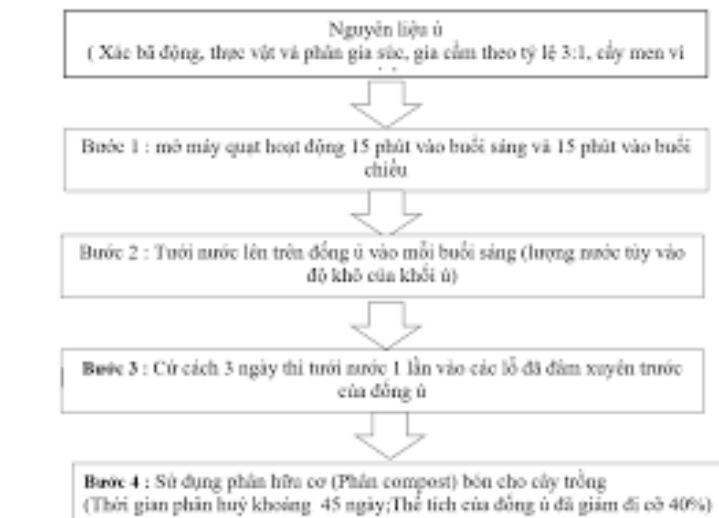 Nguyên liệu ủ
( Xác bã động, thực vật và phân gia súc, gia cầm theo tỷ lệ 3:1, cấy men vi
Bước 1 : mở máy quạt hoạt động 15 phút vào buổi sáng và 15 phút vào buổi
chiều
Bước 2 : Tưới nước lên trên đống ủ vào mỗi buổi sáng (lượng nước tùy vào
độ khô của khối ủ)
Bước 3 : Cứ cách 3 ngày thì tưới nước 1 lần vào các lỗ đã đâm xuyên trước
của đống ủ
Bước 4 : Sử dụng phân hữu cơ (Phân compost) bón cho cây trồng
(Thời gian phân huỷ khoảng 45 ngày;Thể tích của đống ủ đã giảm đi cỡ 40%)